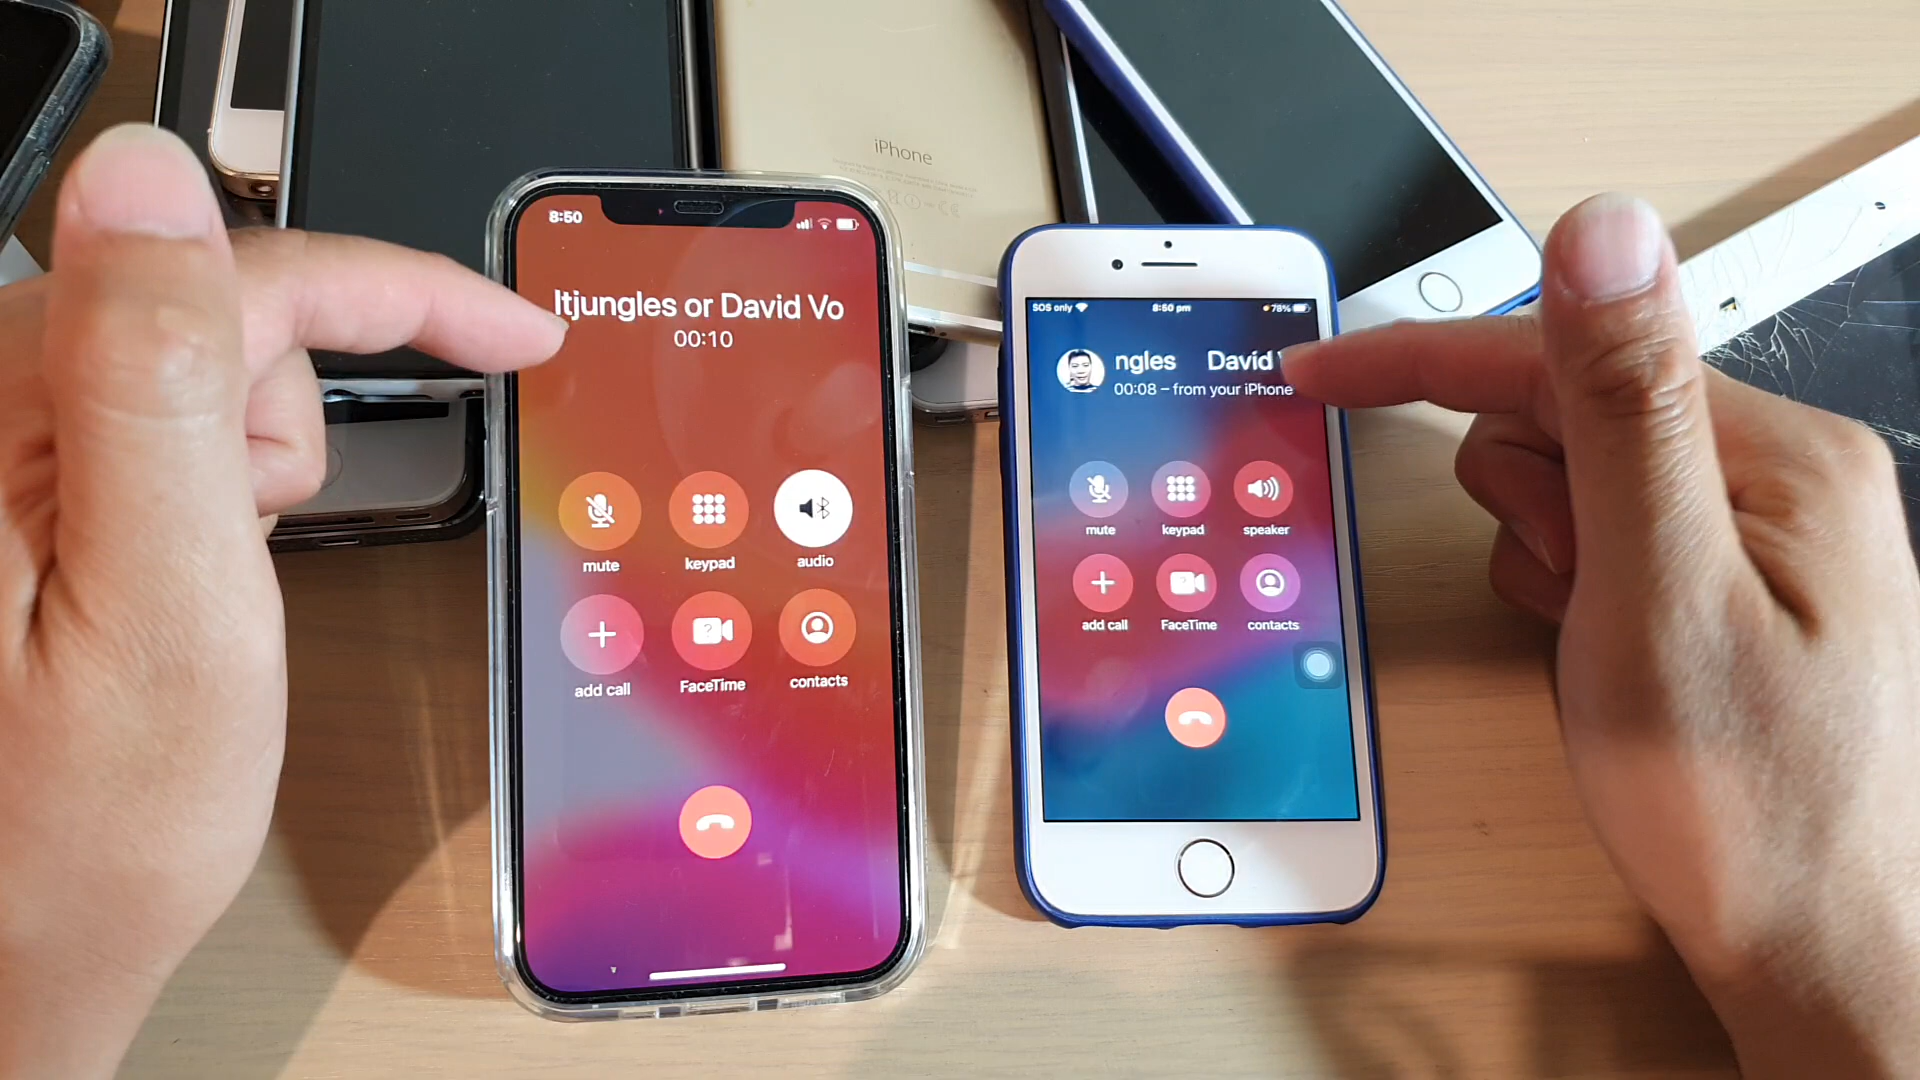 iPhone
8:50
Itjungles or David Vo
00:10
mute
keypad
audio
add call
FaceTime
contacts
SOS only
8:50 pm
78%
ngles David
00:08 – from your iPhone
mute
keypad
speaker
add call
FaceTime
contacts